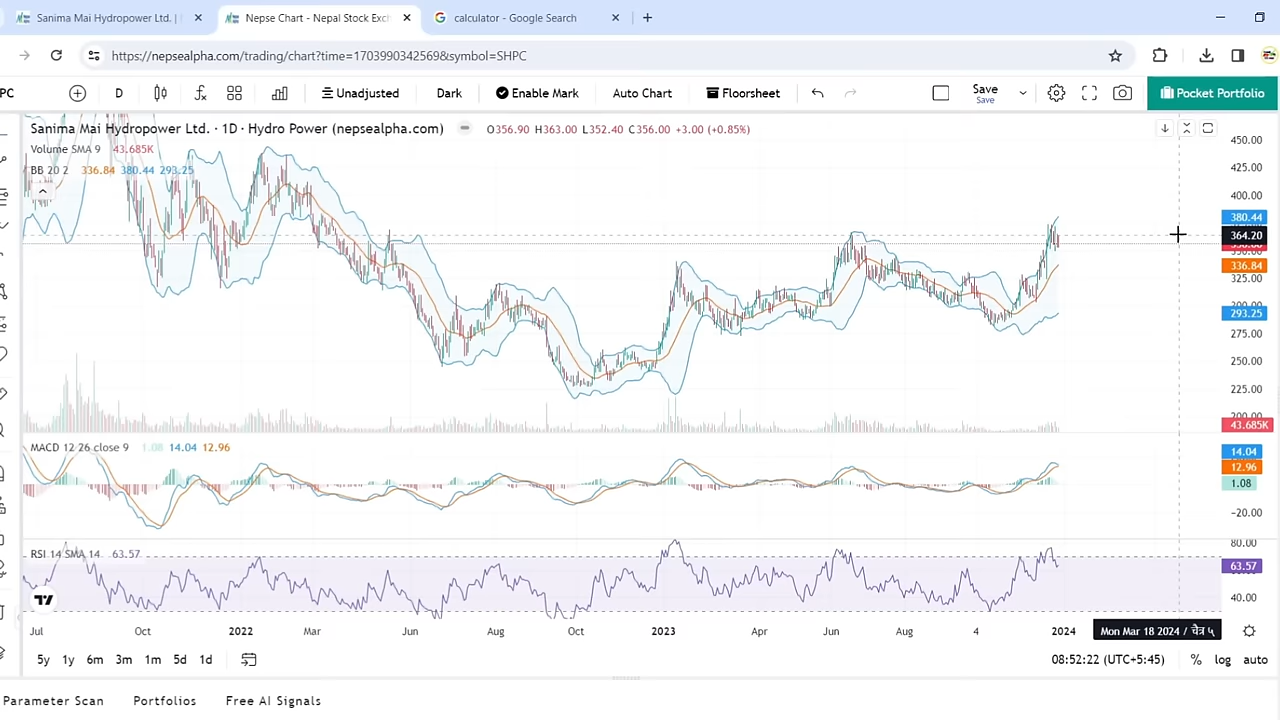 Sanima Mai Hydropower Ltd. |
Nepse Chart - Nepal Stock Exc
calculator - Google Search
https://nepsealpha.com/trading/chart?time=1703990342569&symbol=SHPC
PC
D
Unadjusted
Enable Mark
Dark
Auto Chart
Floorsheet
Save
Save
Pocket Portfolio
Sanima Mai Hydropower Ltd. · 1D · Hydro Power (nepsealpha.com)
O356.90 H363.00 L352.40 C356.00 +3.00 (+0.85%)
Volume SMA 9 43.685K
BB 20 2 336.84 380.44 293.25
450.00
425.00
400.00
380.44
364.20
336.84
325.00
293.25
275.00
250.00
225.00
200.00
43.685K
MACD 12 26 close 9 1.08 14.04 12.96
14.04
12.96
1.08
−20.00
RSI 14 SMA 14 63.57
80.00
63.57
40.00
Jul Oct 2022 Mar Jun Aug Oct 2023 Apr Jun Aug 4 2024
Mon Mar 18 2024 / चैत्र ५
5y 1y 6m 3m 1m 5d 1d
08:52:22 (UTC+5:45)
% log auto
Parameter Scan Portfolios Free AI Signals